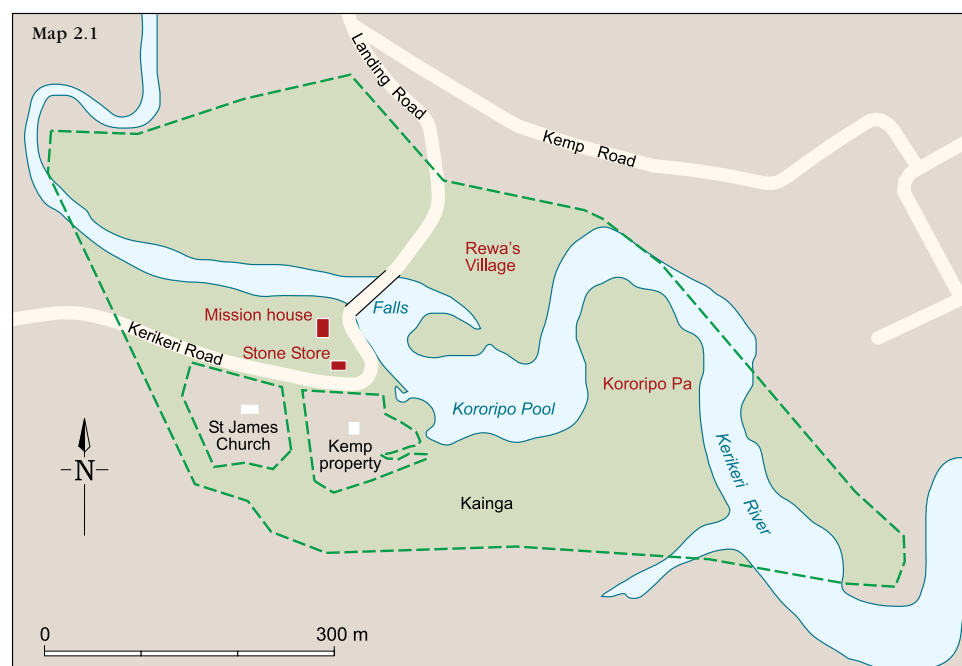 Map 2.1
Landing Road
Kemp Road
Rewa's
Village
Falls
Mission house
Kerikeri Road
Stone Store
Kororipo Pa
Kororipo Pool
St James
Church
Kemp
property
Kerikeri River
N
Kainga
0
300 m